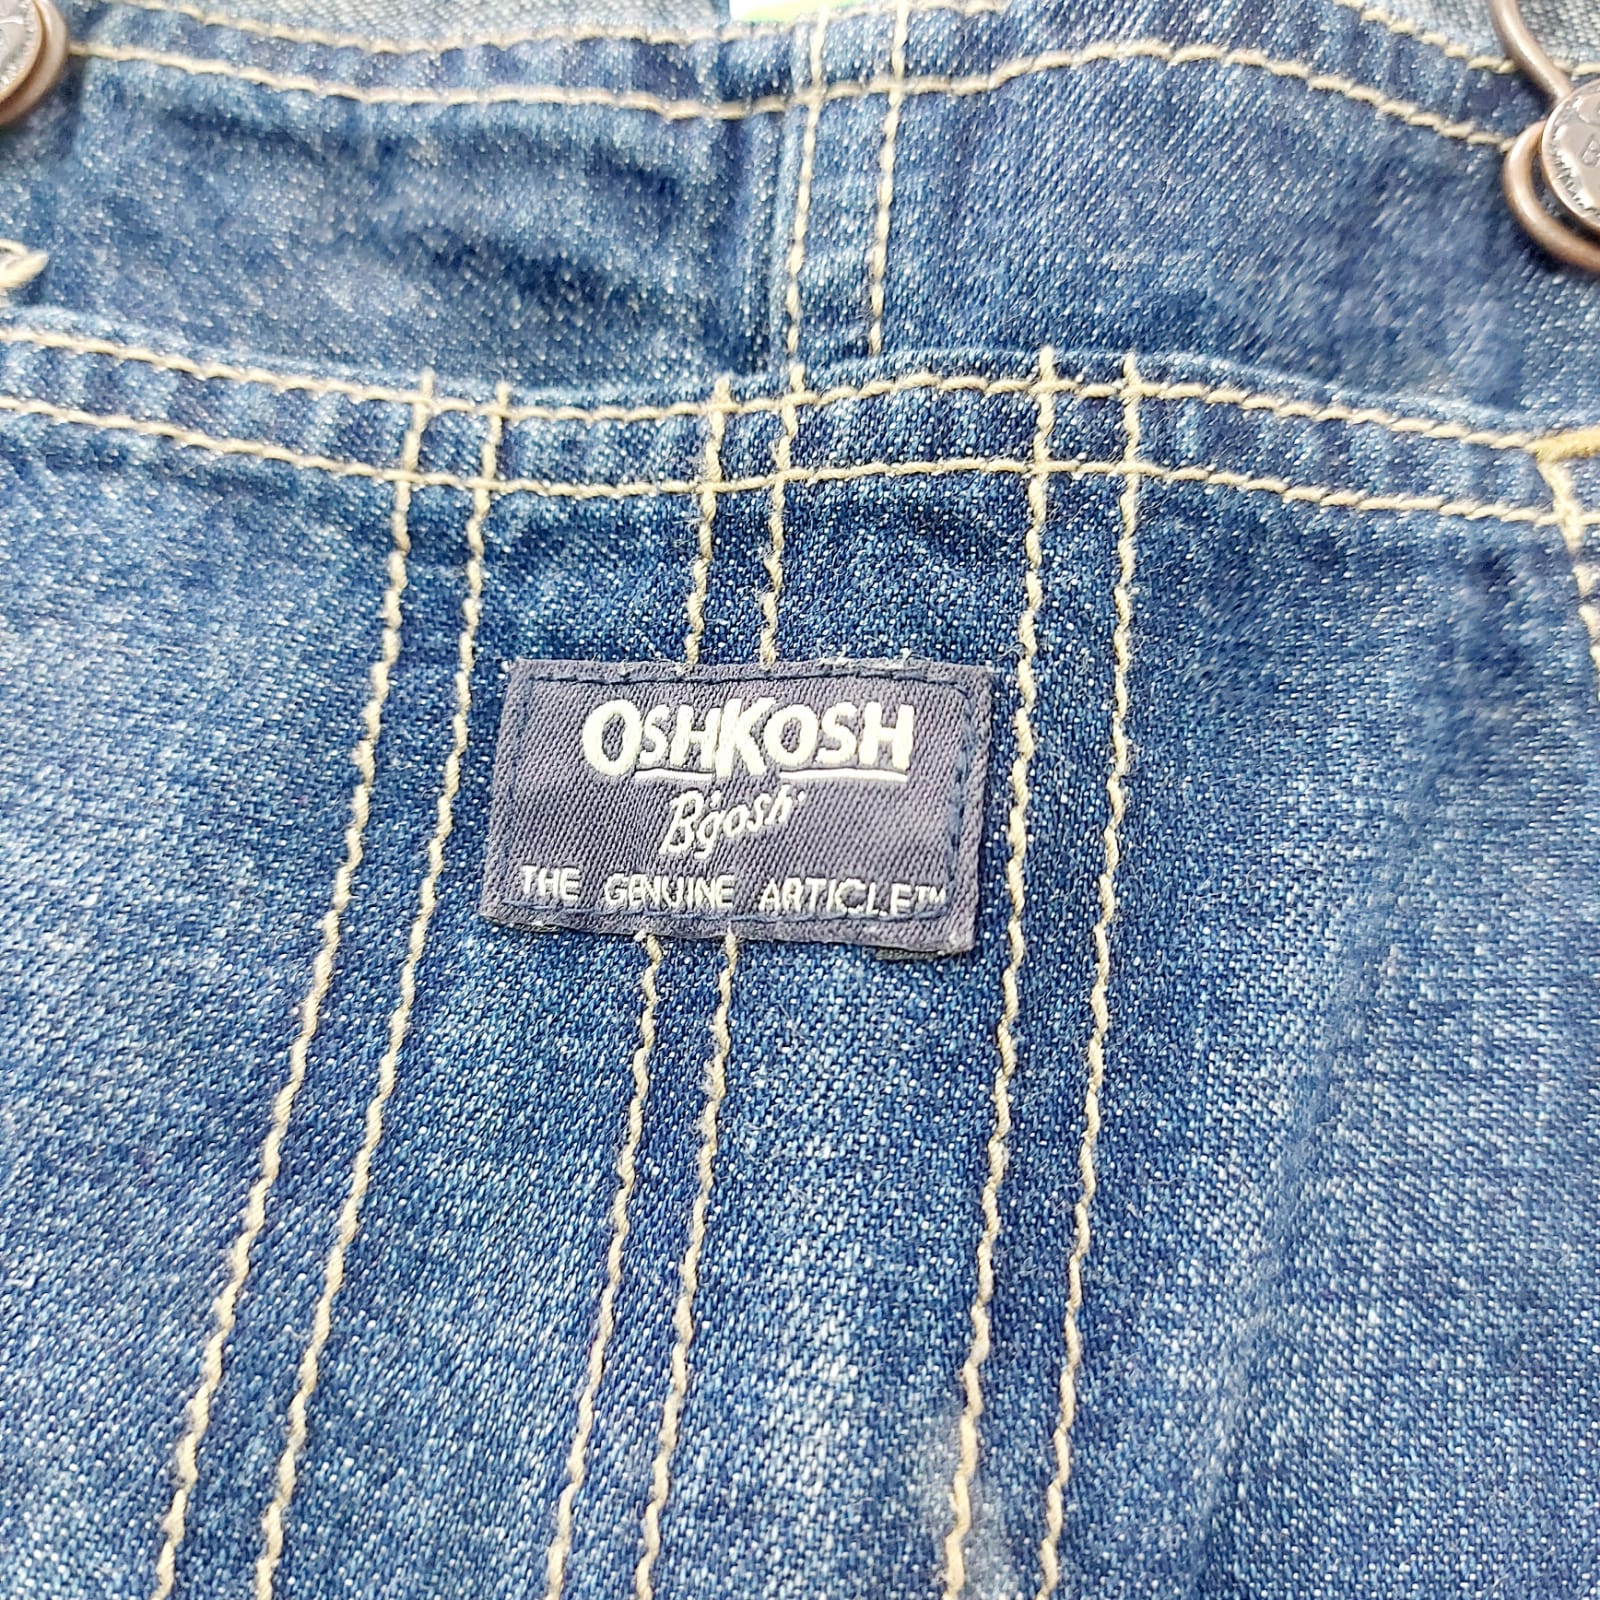 OSHKOSH
B'gosh
THE GENUINE ARTICLE™